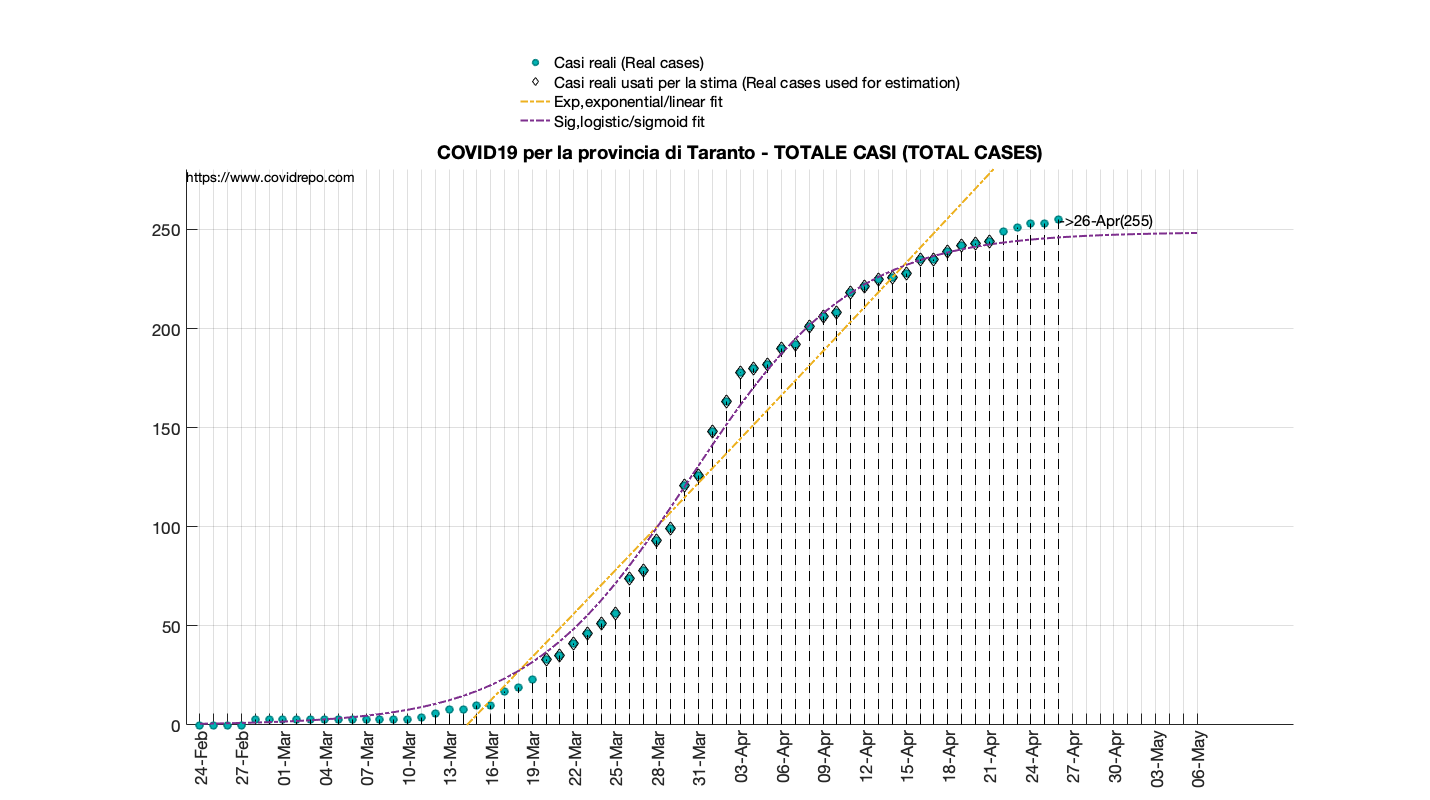 Casi reali (Real cases)
Casi reali usati per la stima (Real cases used for estimation)
Exp,exponential/linear fit
Sig,logistic/sigmoid fit
COVID19 per la provincia di Taranto - TOTALE CASI (TOTAL CASES)
https://www.covidrepo.com
->26-Apr(255)
250
200
150
100
50
0
24-Feb
27-Feb
01-Mar
04-Mar
07-Mar
10-Mar
13-Mar
16-Mar
19-Mar
22-Mar
25-Mar
28-Mar
31-Mar
03-Apr
06-Apr
09-Apr
12-Apr
15-Apr
18-Apr
21-Apr
24-Apr
27-Apr
30-Apr
03-May
06-May